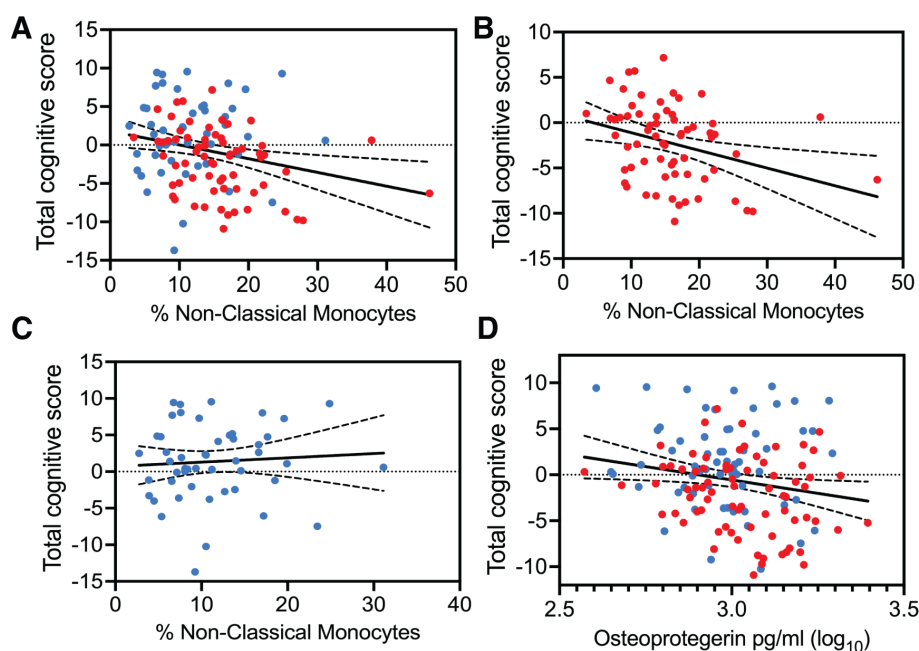 A
Total cognitive score
15
10
5
0
-5
-10
-15
0 10 20 30 40 50
% Non-Classical Monocytes
B
Total cognitive score
10
5
0
-5
-10
-15
0 10 20 30 40 50
% Non-Classical Monocytes
C
Total cognitive score
15
10
5
0
-5
-10
-15
0 10 20 30 40
% Non-Classical Monocytes
D
Total cognitive score
10
5
0
-5
-10
2.5 3.0 3.5
Osteoprotegerin pg/ml (log10)